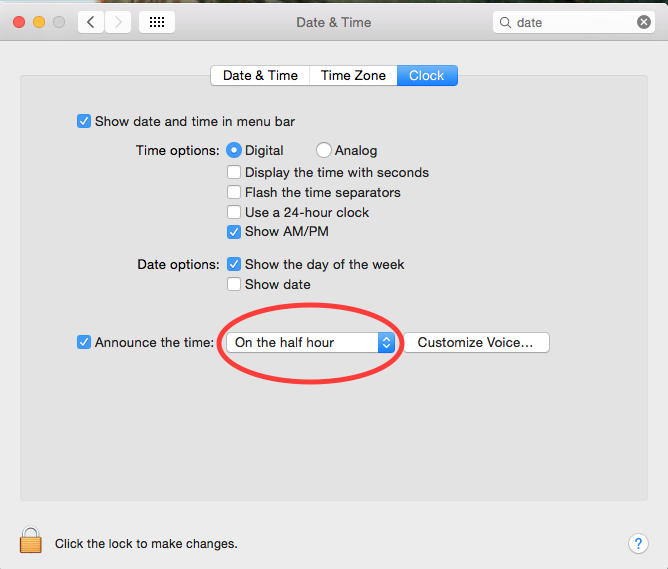 Date & Time
date
Date & Time Time Zone Clock
Show date and time in menu bar
Time options: Digital Analog
Display the time with seconds
Flash the time separators
Use a 24-hour clock
Show AM/PM
Date options: Show the day of the week
Show date
Announce the time: On the half hour Customize Voice...
Click the lock to make changes.
?